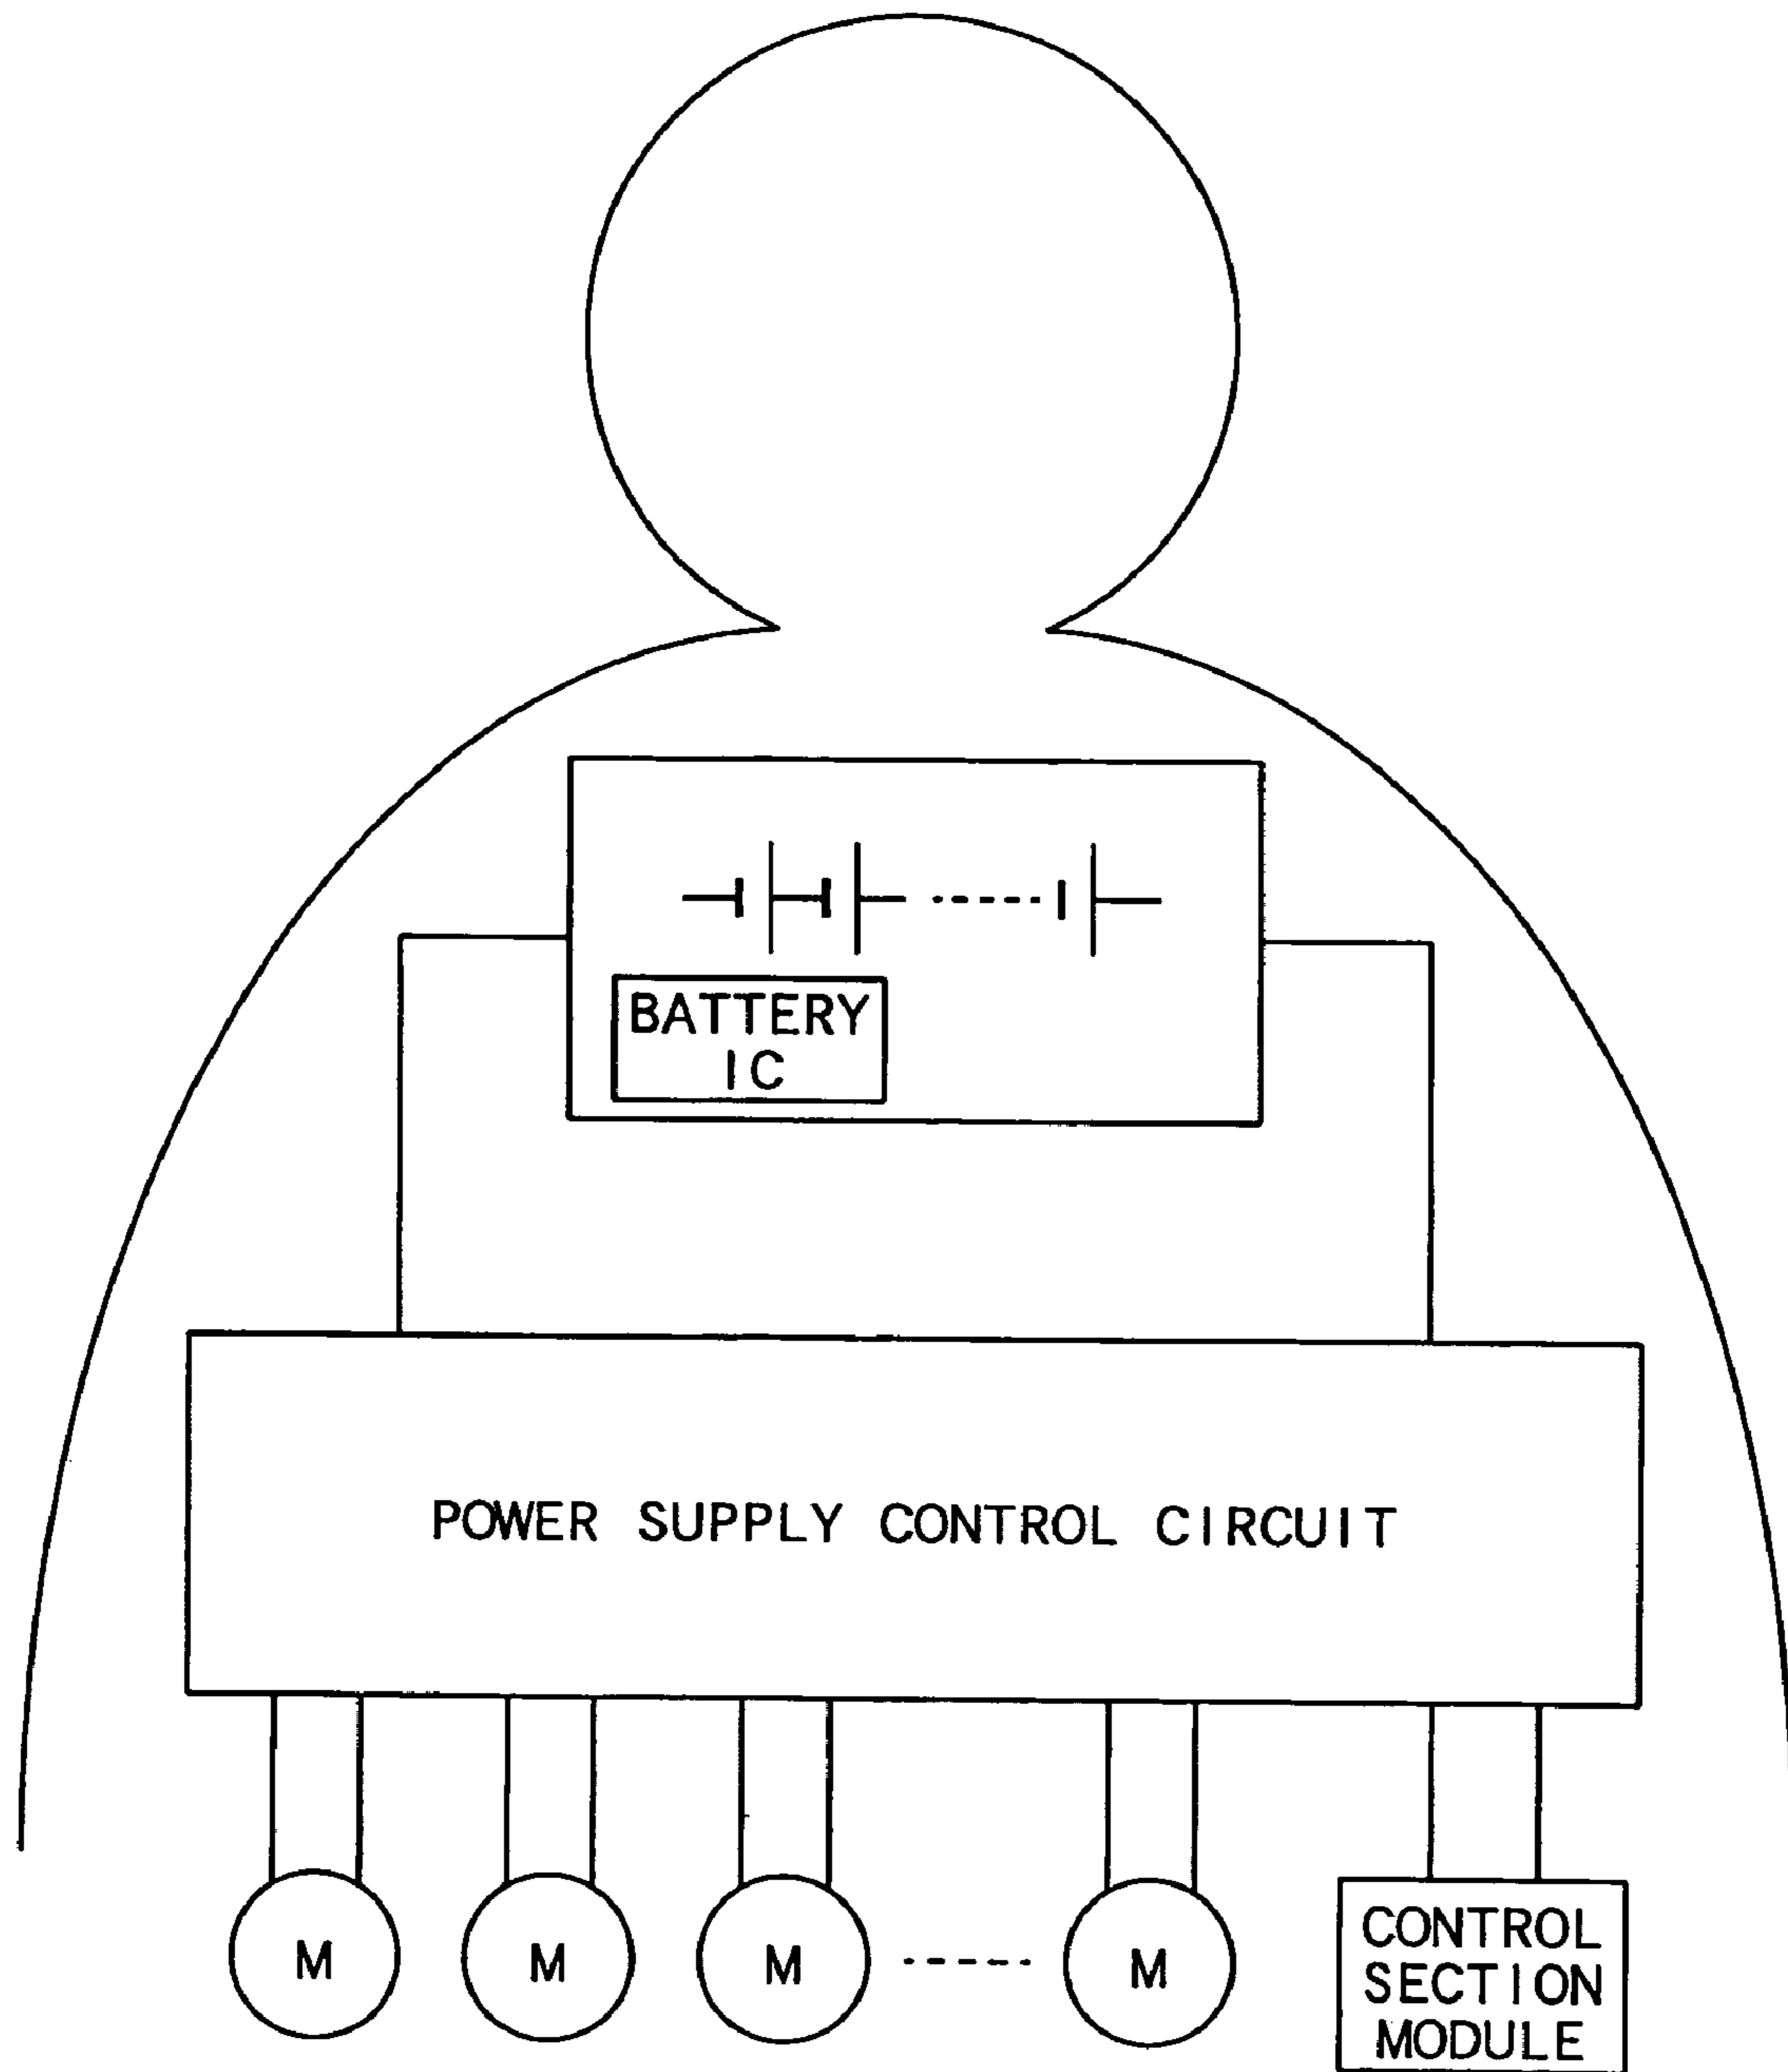 BATTERY
IC
POWER SUPPLY CONTROL CIRCUIT
M M M M
CONTROL
SECTION
MODULE